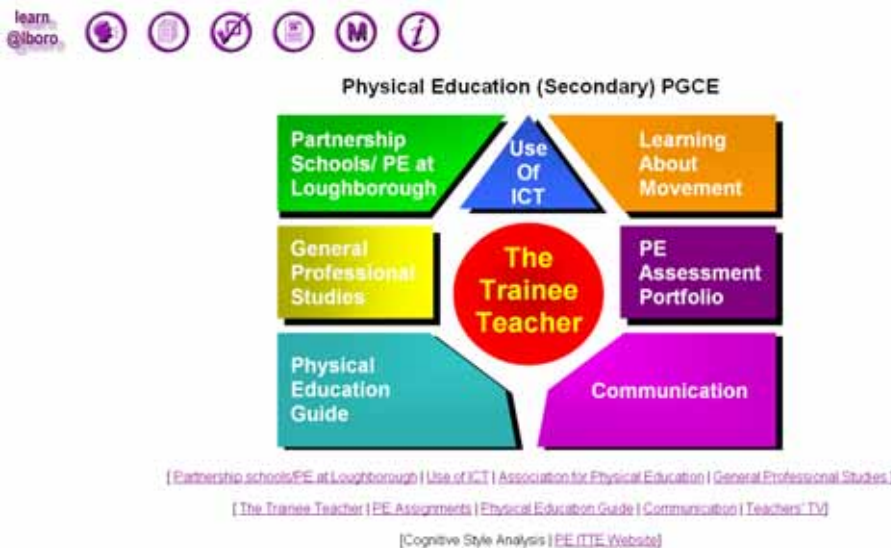 learn
@lboro
M
i
Physical Education (Secondary) PGCE
Partnership
Schools/ PE at
Loughborough
Use
Of
ICT
Learning
About
Movement
General
Professional
Studies
The
Trainee
Teacher
PE
Assessment
Portfolio
Physical
Education
Guide
Communication
[ Partnership schools/PE at Loughborough | Use of ICT | Association for Physical Education | General Professional Studies
[ The Trainee Teacher | PE Assignments | Physical Education Guide | Communication | Teachers' TV]
[Cognitive Style Analysis | PE ITTE Website]